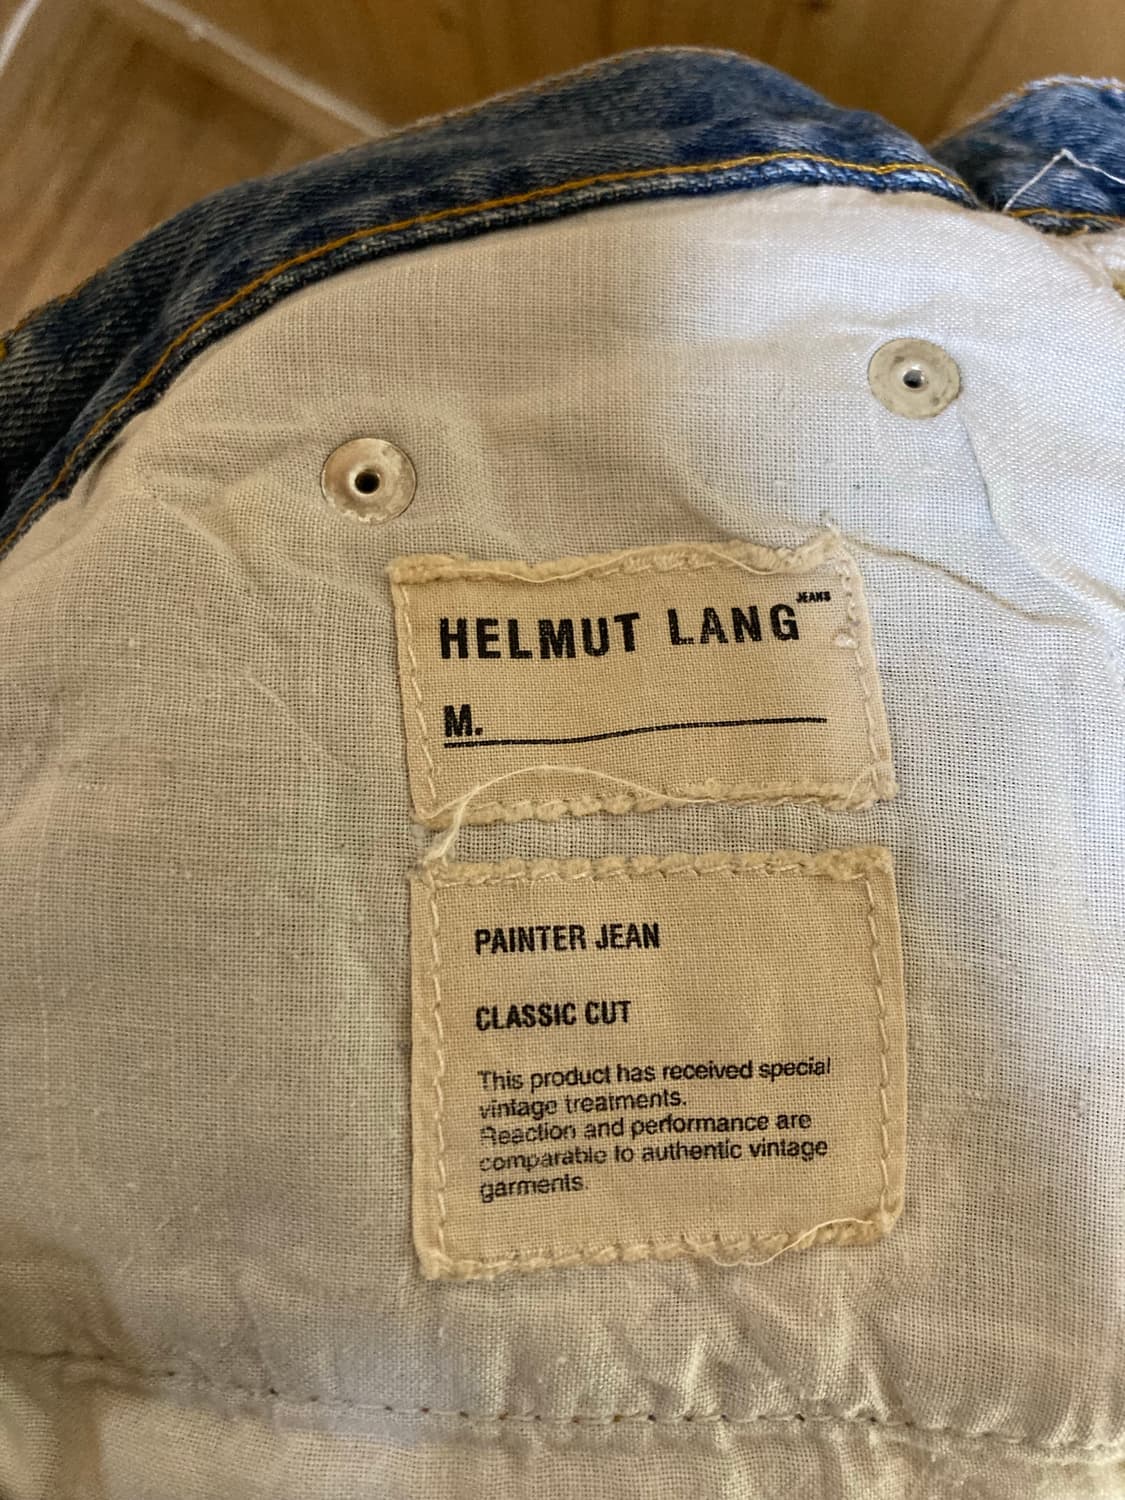 HELMUT LANG JEANS
M.
PAINTER JEAN
CLASSIC CUT
This product has received special
vintage treatments.
Reaction and performance are
comparable to authentic vintage
garments.